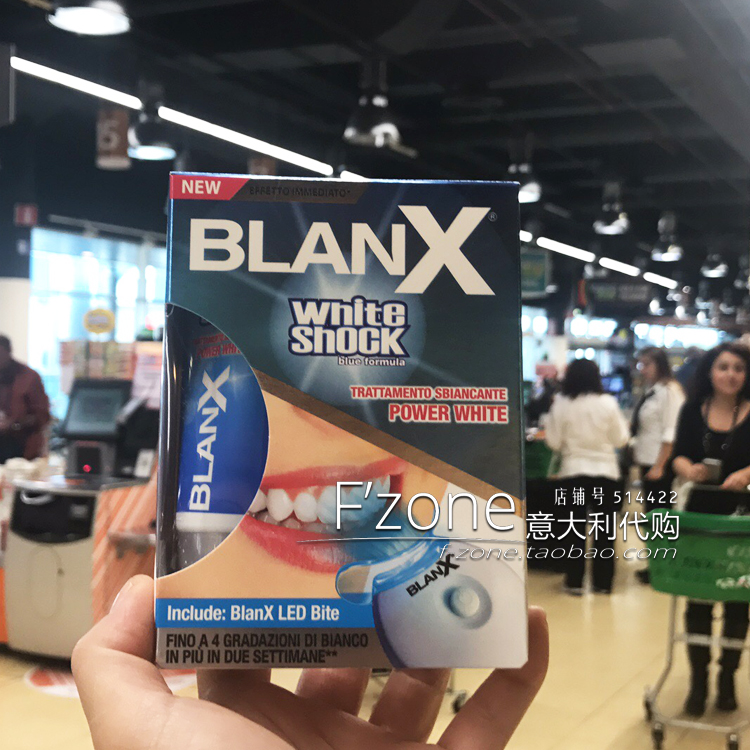 5
NEW
EFFETTO IMMEDIATO*
BLANX®
white
SHOCK
blue formula
TRATTAMENTO SBIANCANTE
POWER WHITE
BLANX
F'zone
店铺号 514422
意大利代购
f-zone.taobao.com
BLANX
Include: BlanX LED Bite
FINO A 4 GRADAZIONI DI BIANCO
IN PIÙ IN DUE SETTIMANE**